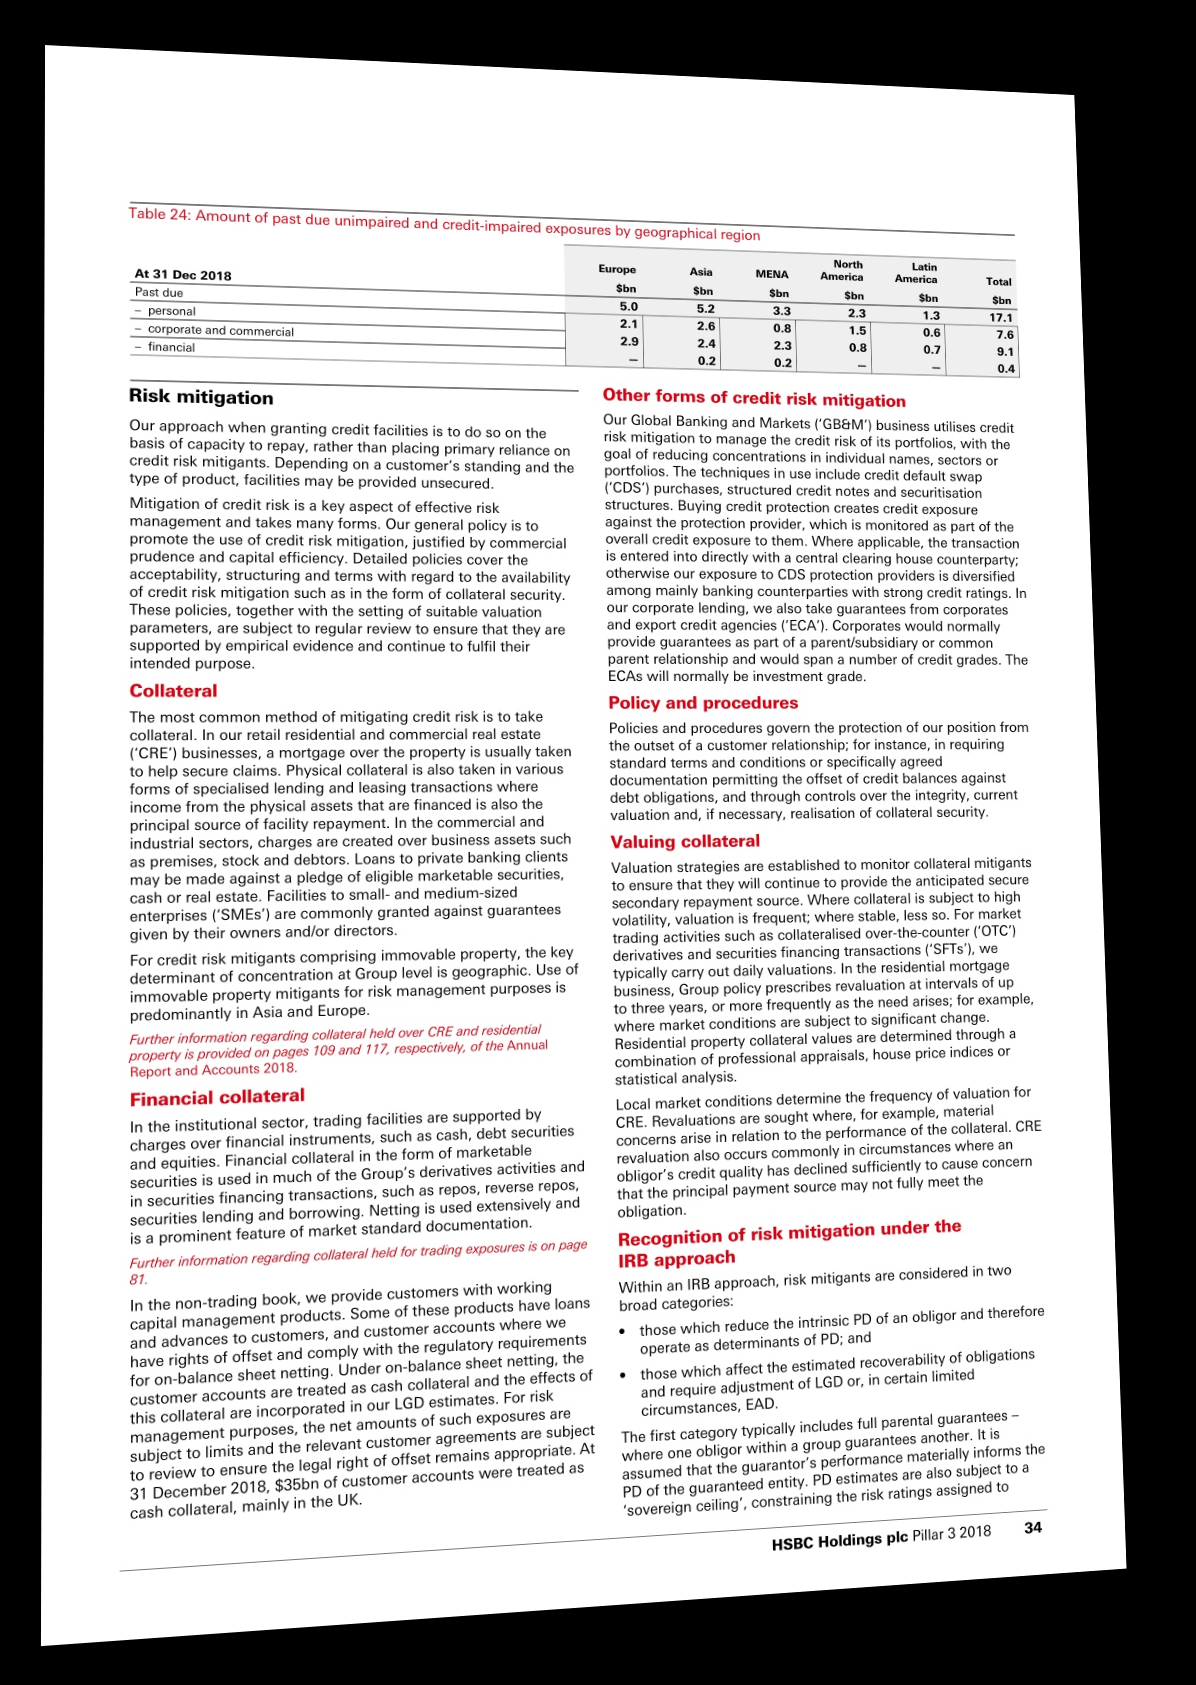 Table 24: Amount of past due unimpaired and credit-impaired exposures by geographical region
At 31 Dec 2018 Europe Asia MENA North America Latin America Total
$bn $bn $bn $bn $bn $bn
Past due 5.0 5.2 3.3 2.3 1.3 17.1
– personal 2.1 2.6 0.8 1.5 0.6 7.6
– corporate and commercial 2.9 2.4 2.3 0.8 0.7 9.1
– financial — 0.2 0.2 — — 0.4
Risk mitigation
Our approach when granting credit facilities is to do so on the
basis of capacity to repay, rather than placing primary reliance on
credit risk mitigants. Depending on a customer's standing and the
type of product, facilities may be provided unsecured.
Mitigation of credit risk is a key aspect of effective risk
management and takes many forms. Our general policy is to
promote the use of credit risk mitigation, justified by commercial
prudence and capital efficiency. Detailed policies cover the
acceptability, structuring and terms with regard to the availability
of credit risk mitigation such as in the form of collateral security.
These policies, together with the setting of suitable valuation
parameters, are subject to regular review to ensure that they are
supported by empirical evidence and continue to fulfil their
intended purpose.
Collateral
The most common method of mitigating credit risk is to take
collateral. In our retail residential and commercial real estate
('CRE') businesses, a mortgage over the property is usually taken
to help secure claims. Physical collateral is also taken in various
forms of specialised lending and leasing transactions where
income from the physical assets that are financed is also the
principal source of facility repayment. In the commercial and
industrial sectors, charges are created over business assets such
as premises, stock and debtors. Loans to private banking clients
may be made against a pledge of eligible marketable securities,
cash or real estate. Facilities to small- and medium-sized
enterprises ('SMEs') are commonly granted against guarantees
given by their owners and/or directors.
For credit risk mitigants comprising immovable property, the key
determinant of concentration at Group level is geographic. Use of
immovable property mitigants for risk management purposes is
predominantly in Asia and Europe.
Further information regarding collateral held over CRE and residential
property is provided on pages 109 and 117, respectively, of the Annual
Report and Accounts 2018.
Financial collateral
In the institutional sector, trading facilities are supported by
charges over financial instruments, such as cash, debt securities
and equities. Financial collateral in the form of marketable
securities is used in much of the Group's derivatives activities and
in securities financing transactions, such as repos, reverse repos,
securities lending and borrowing. Netting is used extensively and
is a prominent feature of market standard documentation.
Further information regarding collateral held for trading exposures is on page
81.
In the non-trading book, we provide customers with working
capital management products. Some of these products have loans
and advances to customers, and customer accounts where we
have rights of offset and comply with the regulatory requirements
for on-balance sheet netting. Under on-balance sheet netting, the
customer accounts are treated as cash collateral and the effects of
this collateral are incorporated in our LGD estimates. For risk
management purposes, the net amounts of such exposures are
subject to limits and the relevant customer agreements are subject
to review to ensure the legal right of offset remains appropriate. At
31 December 2018, $35bn of customer accounts were treated as
cash collateral, mainly in the UK.
Other forms of credit risk mitigation
Our Global Banking and Markets ('GB&M') business utilises credit
risk mitigation to manage the credit risk of its portfolios, with the
goal of reducing concentrations in individual names, sectors or
portfolios. The techniques in use include credit default swap
('CDS') purchases, structured credit notes and securitisation
structures. Buying credit protection creates credit exposure
against the protection provider, which is monitored as part of the
overall credit exposure to them. Where applicable, the transaction
is entered into directly with a central clearing house counterparty;
otherwise our exposure to CDS protection providers is diversified
among mainly banking counterparties with strong credit ratings. In
our corporate lending, we also take guarantees from corporates
and export credit agencies ('ECA'). Corporates would normally
provide guarantees as part of a parent/subsidiary or common
parent relationship and would span a number of credit grades. The
ECAs will normally be investment grade.
Policy and procedures
Policies and procedures govern the protection of our position from
the outset of a customer relationship; for instance, in requiring
standard terms and conditions or specifically agreed
documentation permitting the offset of credit balances against
debt obligations, and through controls over the integrity, current
valuation and, if necessary, realisation of collateral security.
Valuing collateral
Valuation strategies are established to monitor collateral mitigants
to ensure that they will continue to provide the anticipated secure
secondary repayment source. Where collateral is subject to high
volatility, valuation is frequent; where stable, less so. For market
trading activities such as collateralised over-the-counter ('OTC')
derivatives and securities financing transactions ('SFTs'), we
typically carry out daily valuations. In the residential mortgage
business, Group policy prescribes revaluation at intervals of up
to three years, or more frequently as the need arises; for example,
where market conditions are subject to significant change.
Residential property collateral values are determined through a
combination of professional appraisals, house price indices or
statistical analysis.
Local market conditions determine the frequency of valuation for
CRE. Revaluations are sought where, for example, material
concerns arise in relation to the performance of the collateral. CRE
revaluation also occurs commonly in circumstances where an
obligor's credit quality has declined sufficiently to cause concern
that the principal payment source may not fully meet the
obligation.
Recognition of risk mitigation under the
IRB approach
Within an IRB approach, risk mitigants are considered in two
broad categories:
• those which reduce the intrinsic PD of an obligor and therefore
operate as determinants of PD; and
• those which affect the estimated recoverability of obligations
and require adjustment of LGD or, in certain limited
circumstances, EAD.
The first category typically includes full parental guarantees –
where one obligor within a group guarantees another. It is
assumed that the guarantor's performance materially informs the
PD of the guaranteed entity. PD estimates are also subject to a
'sovereign ceiling', constraining the risk ratings assigned to
HSBC Holdings plc Pillar 3 2018 34